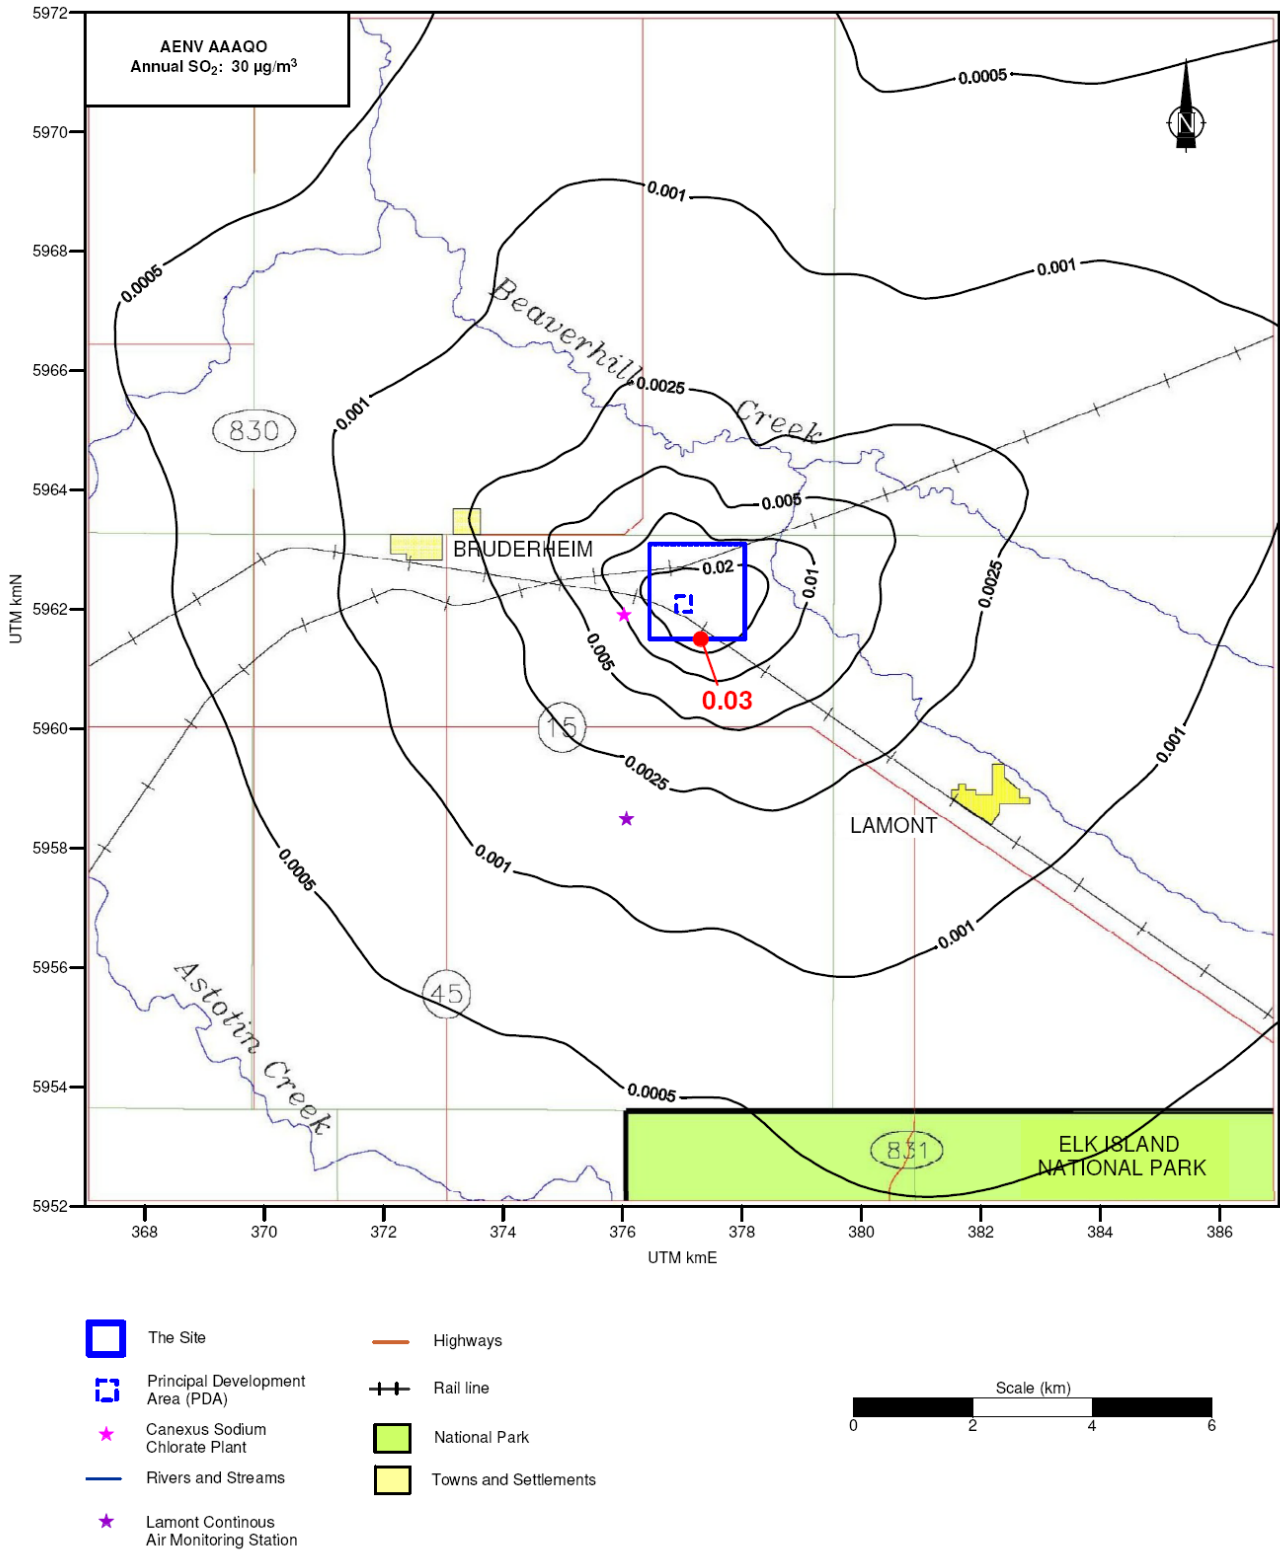 AENV AAAQO
Annual SO₂: 30 µg/m³
5972
5970
5968
5966
5964
5962
5960
5958
5956
5954
5952
UTM kmN
0.0005
0.0005
N
0.001
0.001
Beaverhill
Creek
0.0025
0.001
830
0.005
BRUDERHEIM
0.02
0.01
0.0025
0.005
0.03
15
0.0025
0.001
LAMONT
0.001
0.0005
0.001
45
Astotin Creek
0.0005
831
ELK ISLAND
NATIONAL PARK
368
370
372
374
376
378
380
382
384
386
UTM kmE
The Site
Principal Development
Area (PDA)
Canexus Sodium
Chlorate Plant
Rivers and Streams
Lamont Continous
Air Monitoring Station
Highways
Rail line
National Park
Towns and Settlements
Scale (km)
0
2
4
6